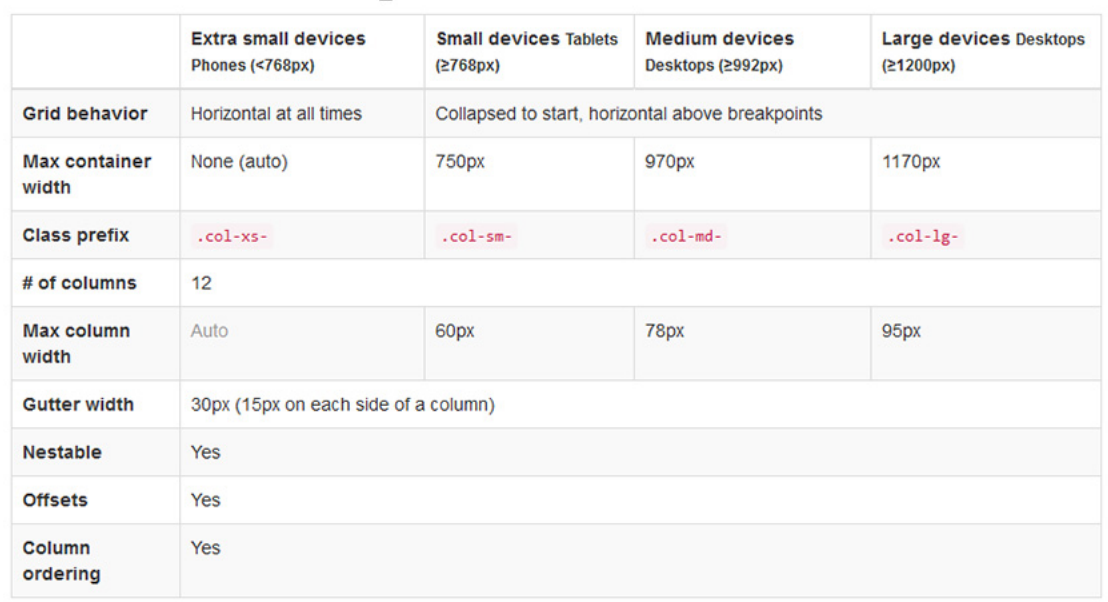 Extra small devices Small devices Tablets Medium devices Large devices Desktops
Phones (<768px) (≥768px) Desktops (≥992px) (≥1200px)
Grid behavior Horizontal at all times Collapsed to start, horizontal above breakpoints
Max container None (auto) 750px 970px 1170px
width
Class prefix .col-xs- .col-sm- .col-md- .col-lg-
# of columns 12
Max column Auto 60px 78px 95px
width
Gutter width 30px (15px on each side of a column)
Nestable Yes
Offsets Yes
Column Yes
ordering